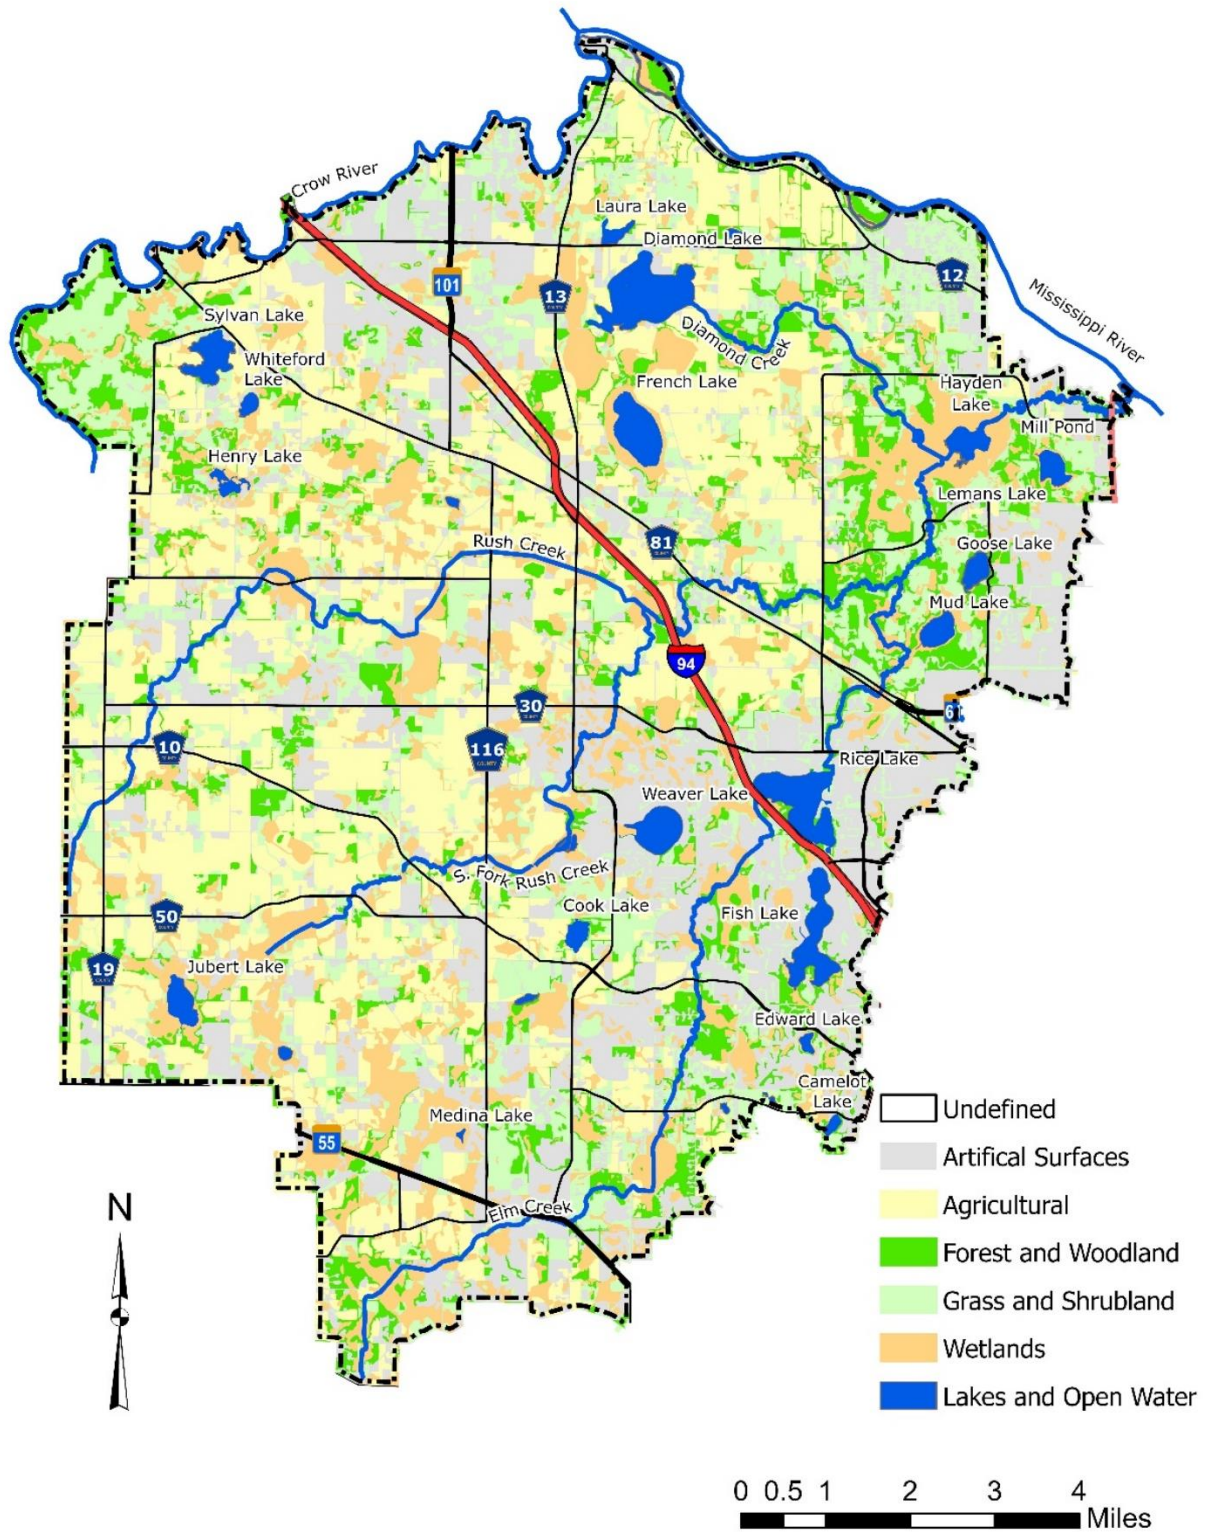 Crow River
Laura Lake
Diamond Lake
12
101
13
Mississippi River
Sylvan Lake
Diamond Creek
Whiteford
Lake
French Lake
Hayden
Lake
Mill Pond
Henry Lake
Lemans Lake
81
Rush Creek
Goose Lake
Mud Lake
94
30
10
116
Rice Lake
Weaver Lake
S. Fork Rush Creek
50
Cook Lake
Fish Lake
19
Jubert Lake
Edward Lake
Camelot
Lake
Medina Lake
55
Elm Creek
Undefined
Artifical Surfaces
Agricultural
Forest and Woodland
Grass and Shrubland
Wetlands
Lakes and Open Water
N
0 0.5 1 2 3 4
Miles